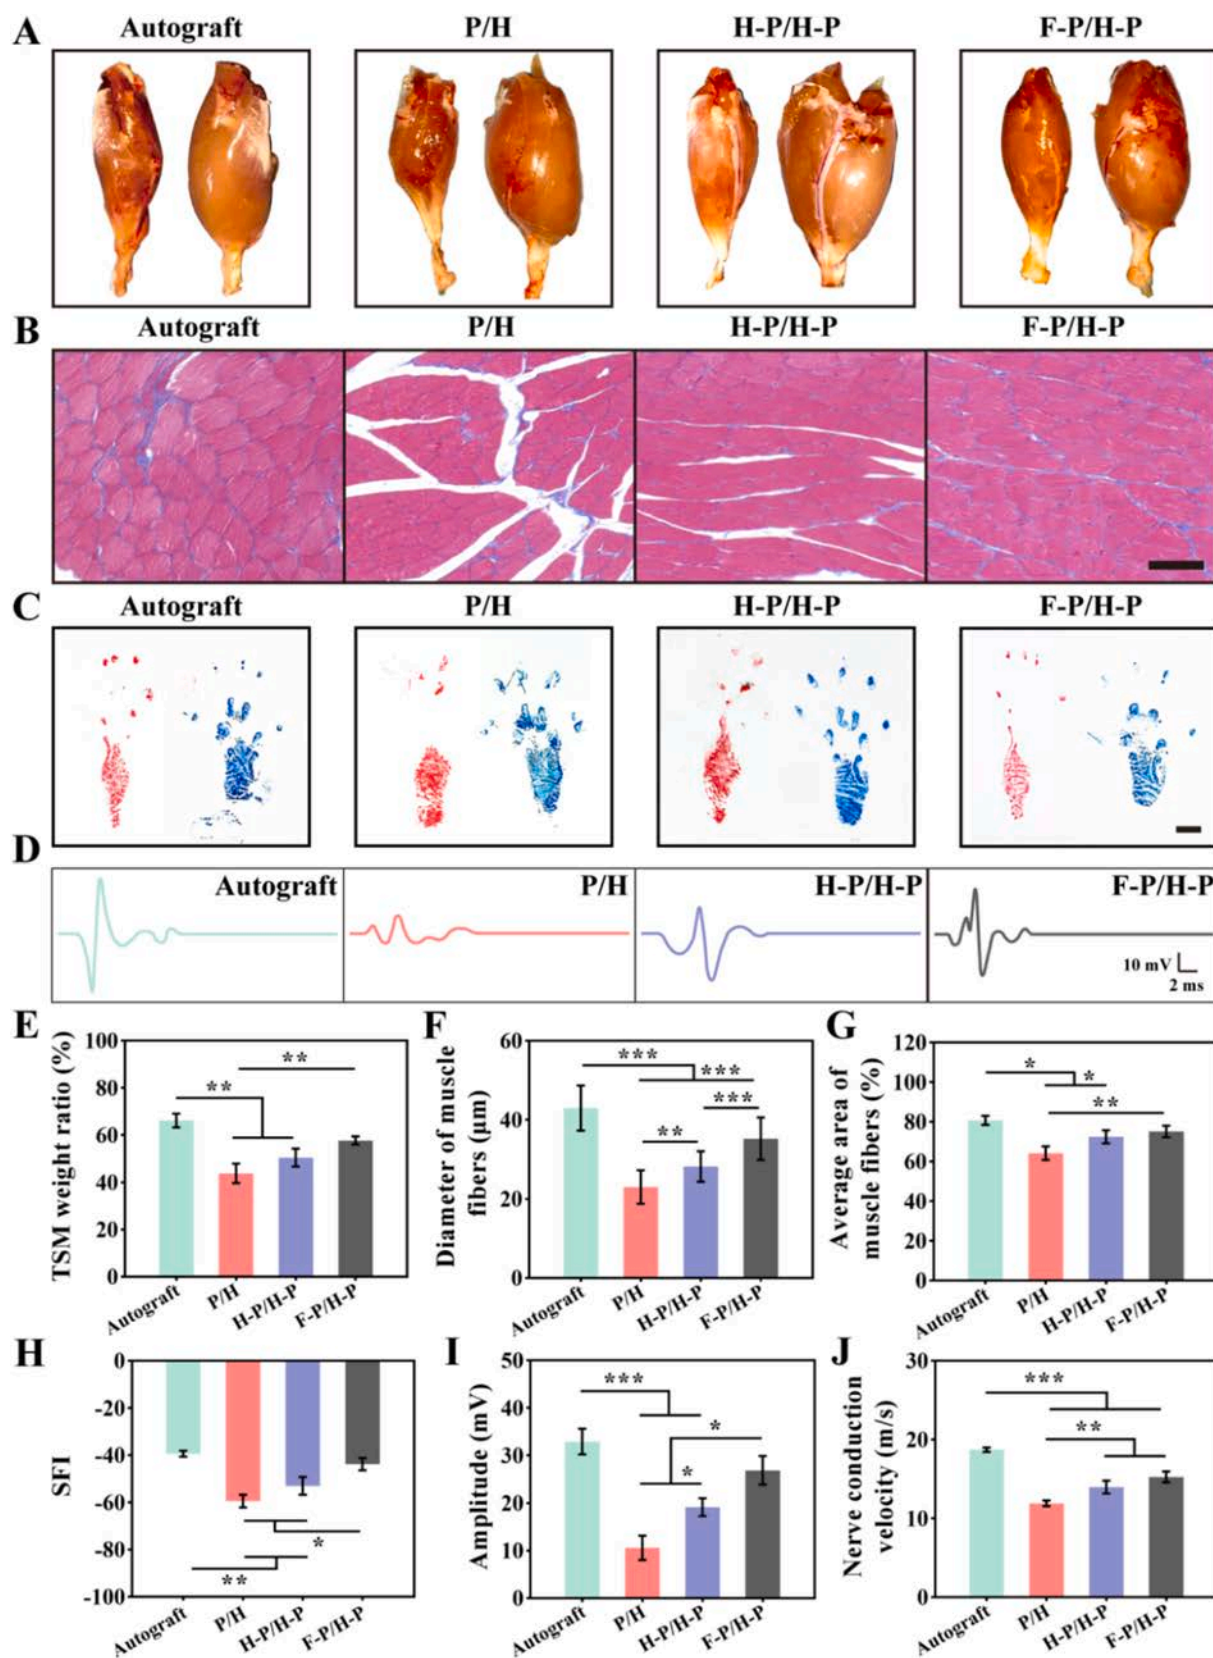 A Autograft P/H H-P/H-P F-P/H-P
B Autograft P/H H-P/H-P F-P/H-P
C Autograft P/H H-P/H-P F-P/H-P
D
Autograft P/H H-P/H-P F-P/H-P
10 mV
2 ms
E
TSM weight ratio (%)
100
80
60
40
20
0
**
**
Autograft P/H H-P/H-P F-P/H-P
F
Diameter of muscle
fibers (μm)
60
40
20
0
***
***
***
**
Autograft P/H H-P/H-P F-P/H-P
G
Average area of
muscle fibers (%)
120
100
80
60
40
20
0
*
*
**
Autograft P/H H-P/H-P F-P/H-P
H
SFI
0
-20
-40
-60
-80
-100
*
**
Autograft P/H H-P/H-P F-P/H-P
I
Amplitude (mV)
50
40
30
20
10
0
***
*
*
Autograft P/H H-P/H-P F-P/H-P
J
Nerve conduction
velocity (m/s)
30
20
10
0
***
**
Autograft P/H H-P/H-P F-P/H-P